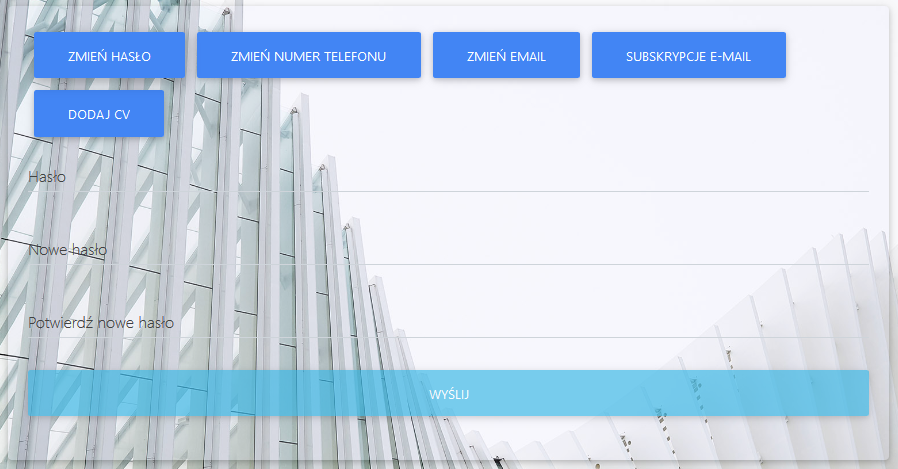 ZMIEŃ HASŁO
ZMIEŃ NUMER TELEFONU
ZMIEŃ EMAIL
SUBSKRYPCJE E-MAIL
DODAJ CV
Hasło
Nowe hasło
Potwierdź nowe hasło
WYŚLIJ